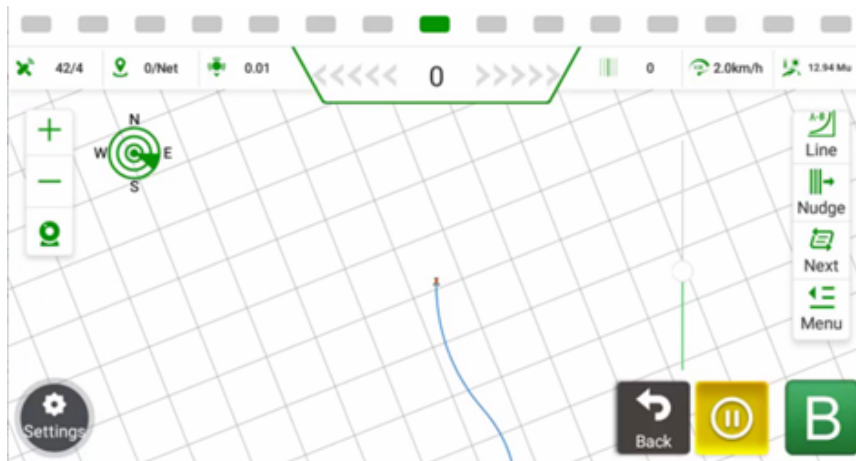 42/4
0/Net
0.01
0
0
2.0km/h
12.94 Mu
N
W
E
S
A-B
Line
Nudge
Next
Menu
Settings
Back
B